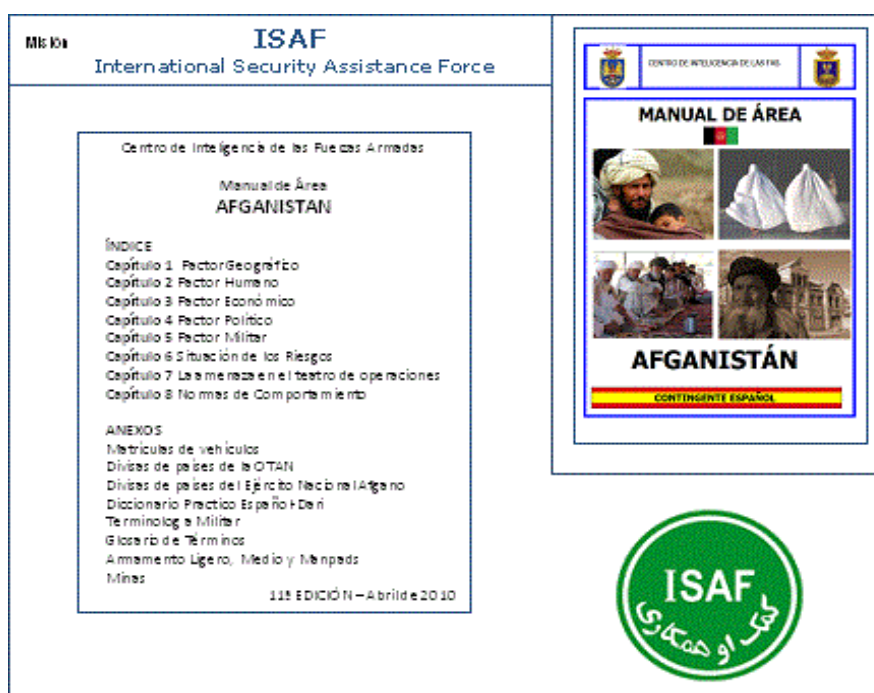 Misión
ISAF
International Security Assistance Force
Centro de Inteligencia de las Fuerzas Armadas
Manual de Área
AFGANISTAN
ÍNDICE
Capítulo 1 Factor Geográfico
Capítulo 2 Factor Humano
Capítulo 3 Factor Económico
Capítulo 4 Factor Político
Capítulo 5 Factor Militar
Capítulo 6 Situación de los Riesgos
Capítulo 7 La amenaza en el teatro de operaciones
Capítulo 8 Normas de Comportamiento
ANEXOS
Matrículas de vehículos
Divisas de países de la OTAN
Divisas de países del Ejército Nacional Afgano
Diccionario Practico Español-Dari
Terminologia Militar
Glosario de Términos
Armamento Ligero, Medio y Manpads
Minas
11ª EDICIÓN – Abril de 2010
CENTRO DE INTELIGENCIA DE LAS FAS
MANUAL DE ÁREA
AFGANISTÁN
CONTINGENTE ESPAÑOL
ISAF
کمک او همکاری